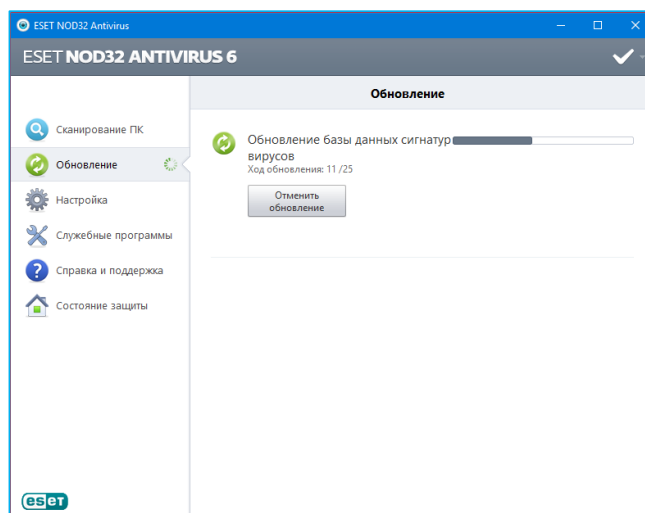 ESET NOD32 Antivirus
ESET NOD32 ANTIVIRUS 6
Обновление
Сканирование ПК
Обновление
Настройка
Служебные программы
Справка и поддержка
Состояние защиты
Обновление базы данных сигнатур
вирусов
Ход обновления: 11 /25
Отменить
обновление
eseT